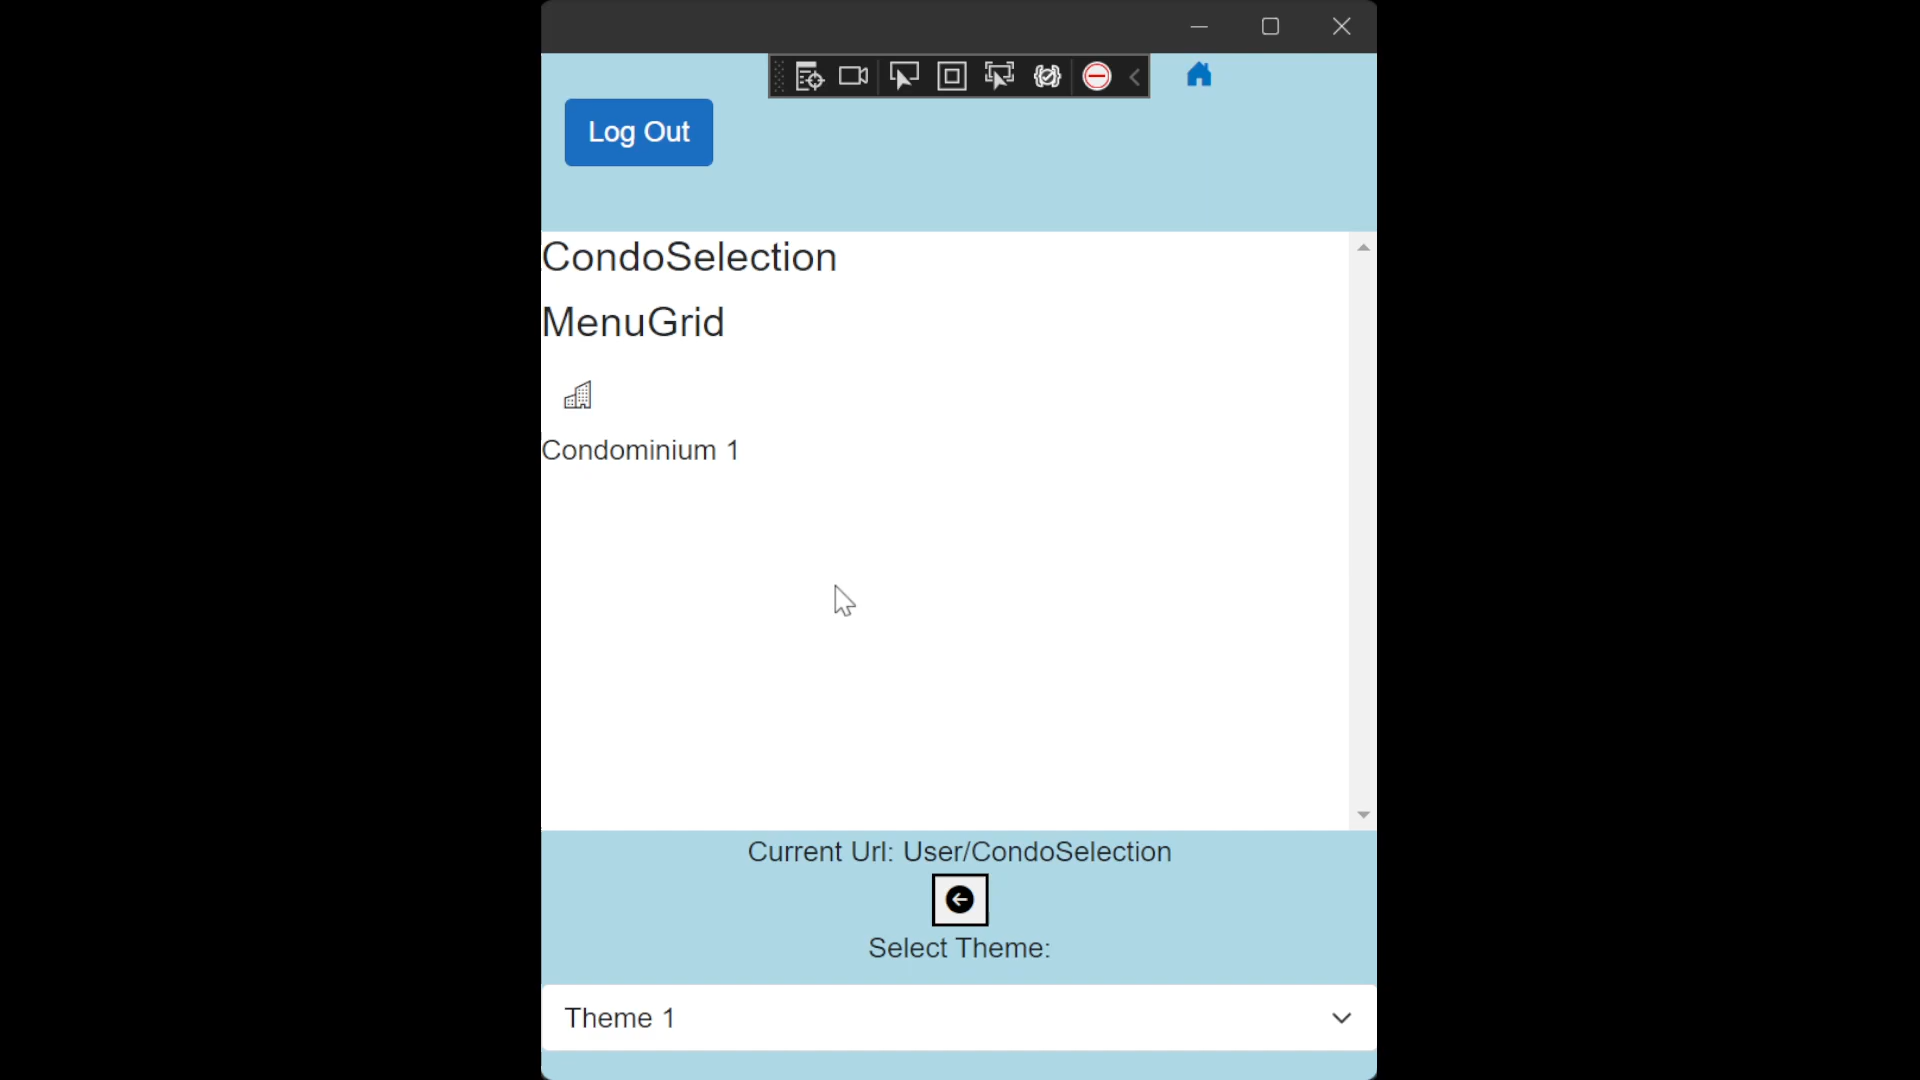 Log Out
CondoSelection
MenuGrid
Condominium 1
Current Url: User/CondoSelection
Select Theme:
Theme 1